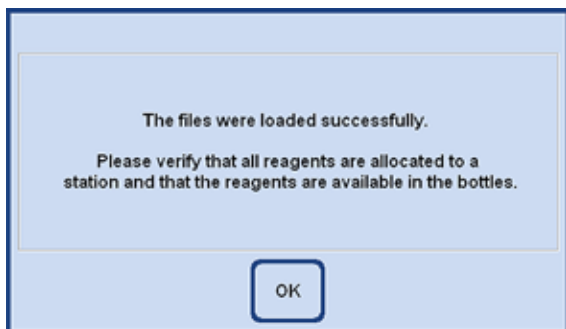 The files were loaded successfully.
Please verify that all reagents are allocated to a
station and that the reagents are available in the bottles.
OK